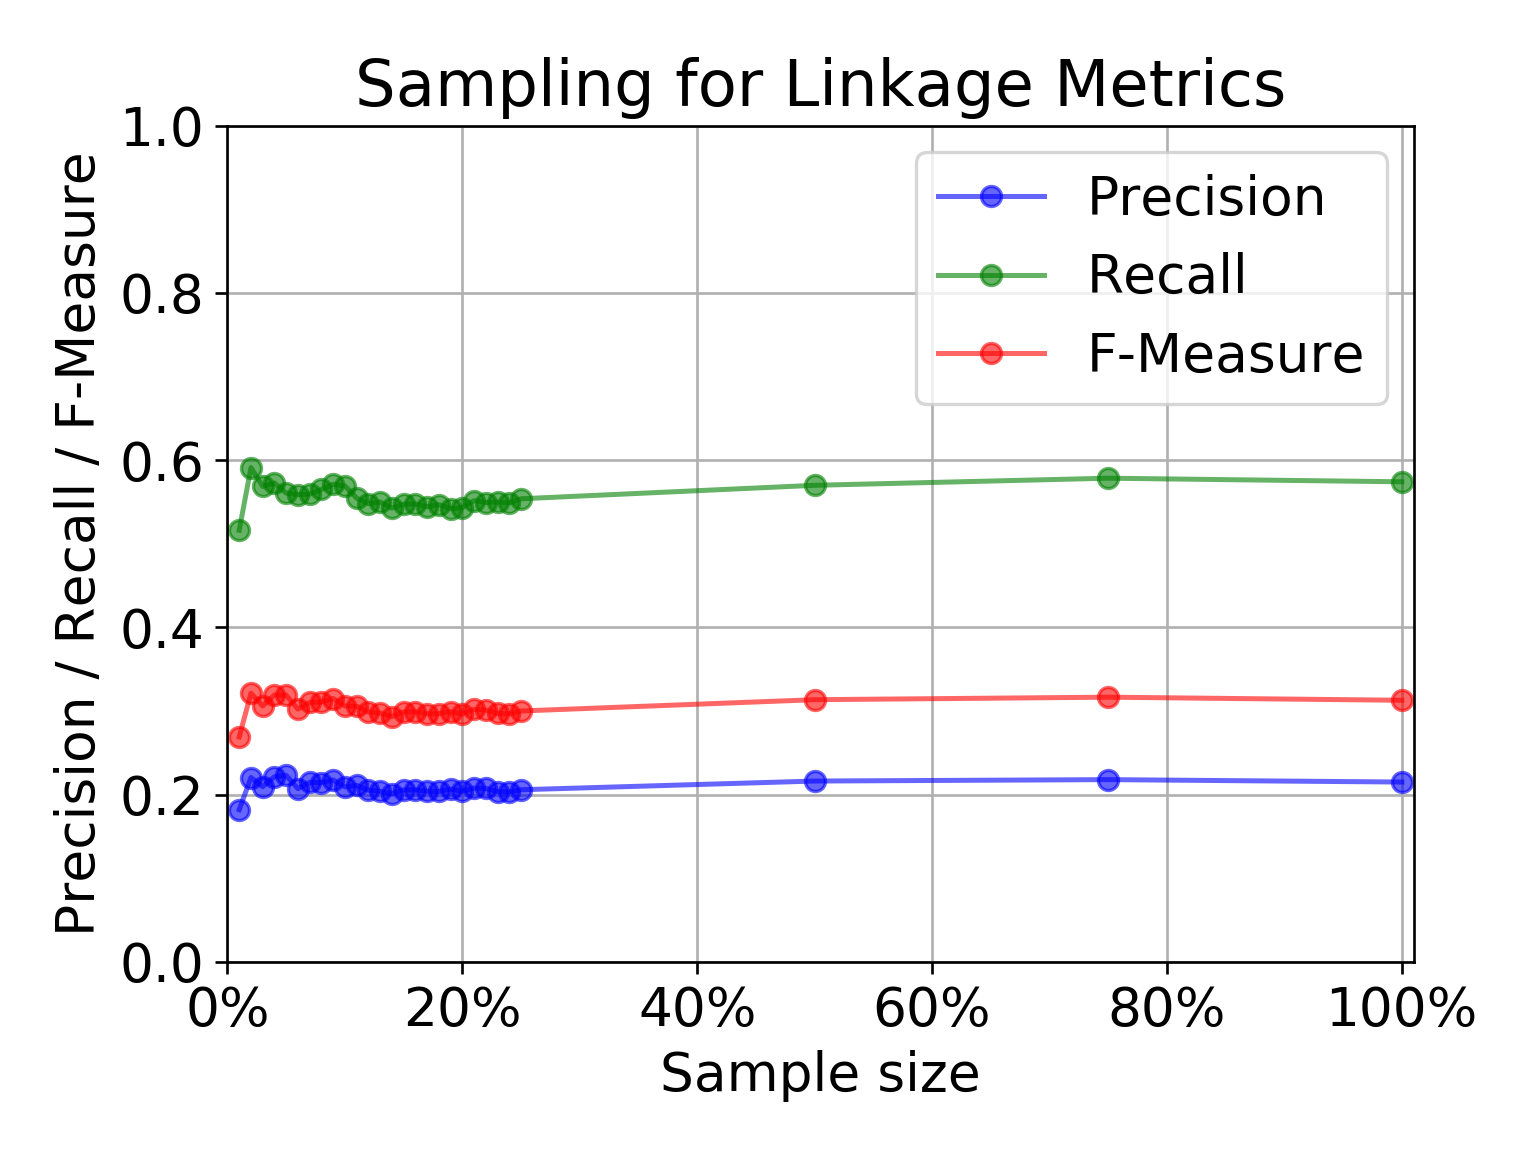 Sampling for Linkage Metrics
Precision / Recall / F-Measure
1.0
0.8
0.6
0.4
0.2
0.0
Precision
Recall
F-Measure
0% 20% 40% 60% 80% 100%
Sample size